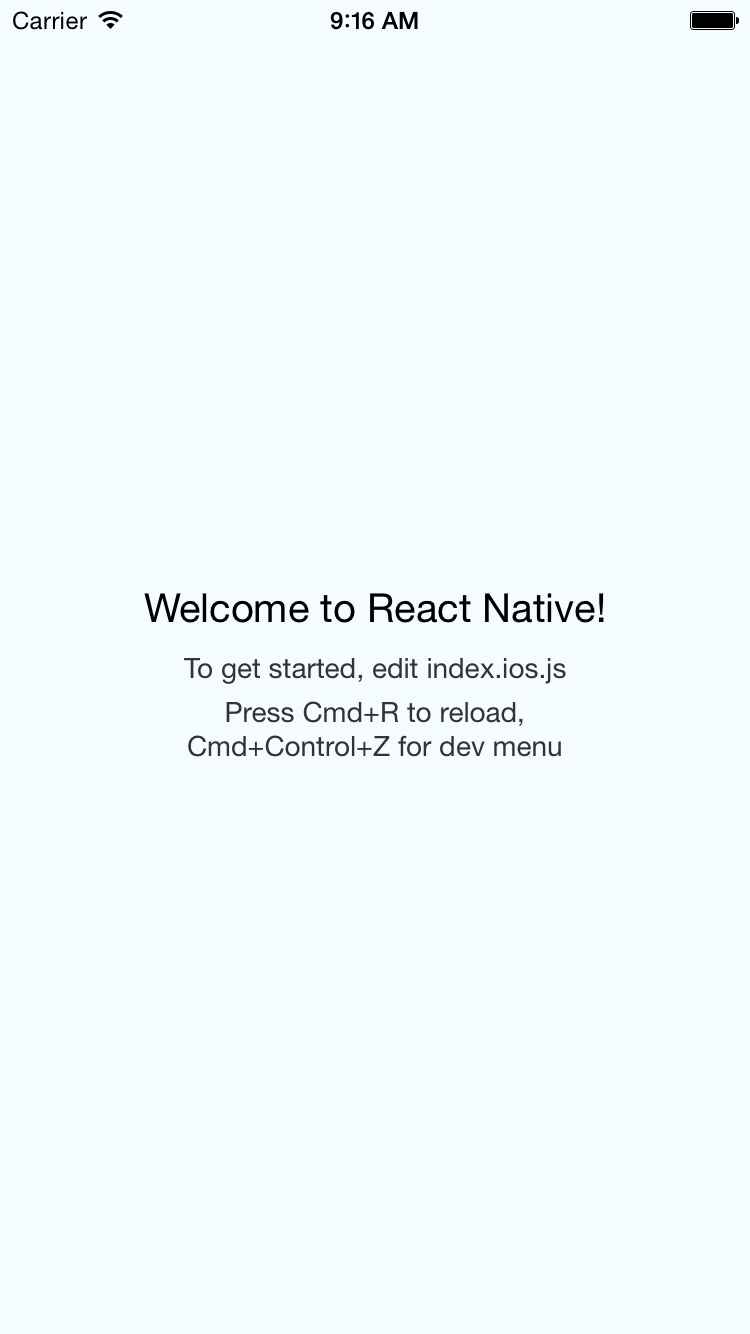 Carrier 9:16 AM
Welcome to React Native!
To get started, edit index.ios.js
Press Cmd+R to reload,
Cmd+Control+Z for dev menu